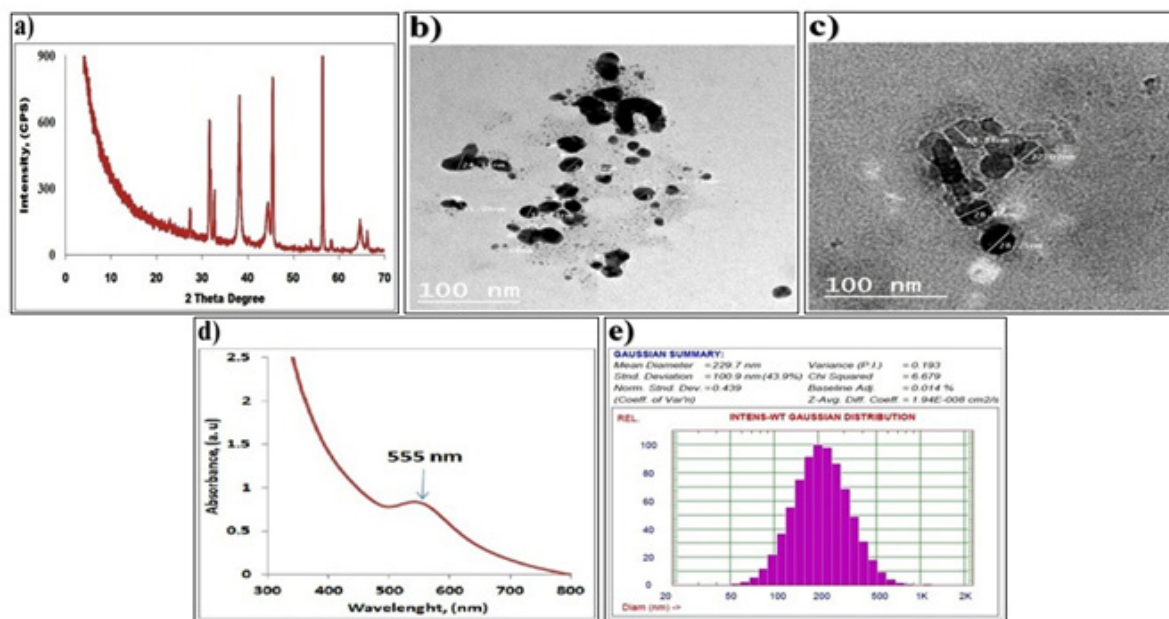 a)
900
600
300
0
Intensity, (CPS)
0 10 20 30 40 50 60 70
2 Theta Degree
b)
100 nm
c)
100 nm
d)
2.5
2
1.5
1
0.5
0
Absorbance, (a. u)
555 nm
300 400 500 600 700 800
Wavelenght, (nm)
e)
GAUSSIAN SUMMARY:
Mean Diameter = 229.7 nm Variance (P.I.) = 0.193
Stnd. Deviation = 100.9 nm (43.9%) Chi Squared = 6.679
Norm. Stnd. Dev. = 0.439 Baseline Adj. = 0.014 %
(Coeff. of Var'n) Z-Avg. Diff. Coeff. = 1.94E-008 cm2/s
REL. INTENS-WT GAUSSIAN DISTRIBUTION
100
80
60
40
20
0
20 50 100 200 500 1K 2K
Diam (nm) ->